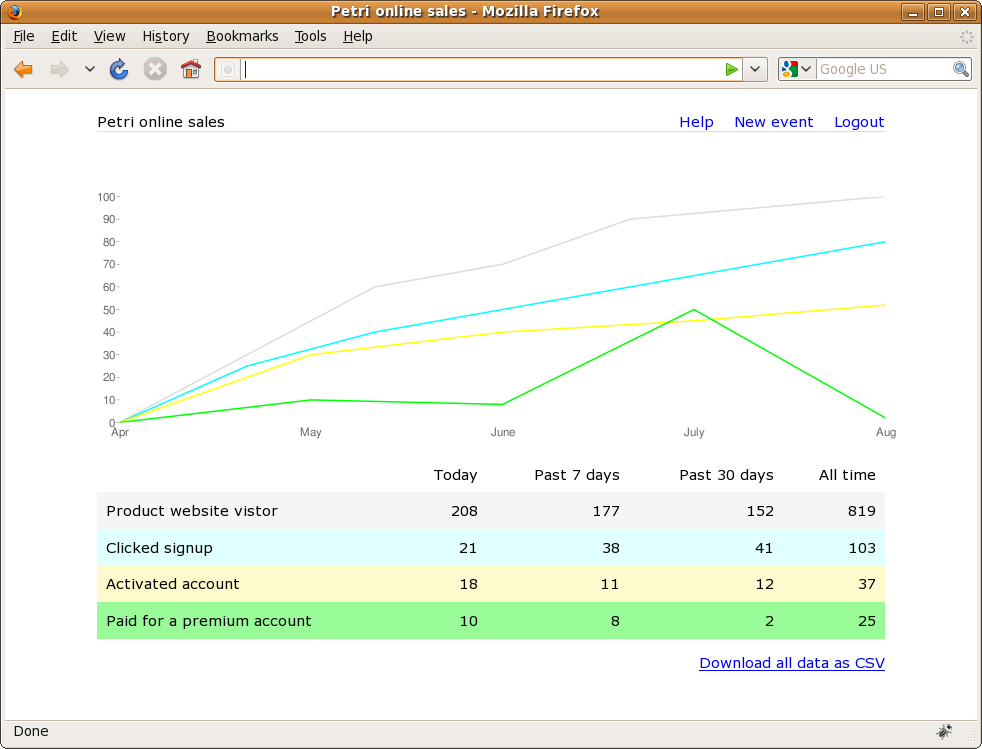 Petri online sales - Mozilla Firefox
File Edit View History Bookmarks Tools Help
Google US
Petri online sales Help New event Logout
100
90
80
70
60
50
40
30
20
10
0
Apr May June July Aug
Today Past 7 days Past 30 days All time
Product website vistor 208 177 152 819
Clicked signup 21 38 41 103
Activated account 18 11 12 37
Paid for a premium account 10 8 2 25
Download all data as CSV
Done